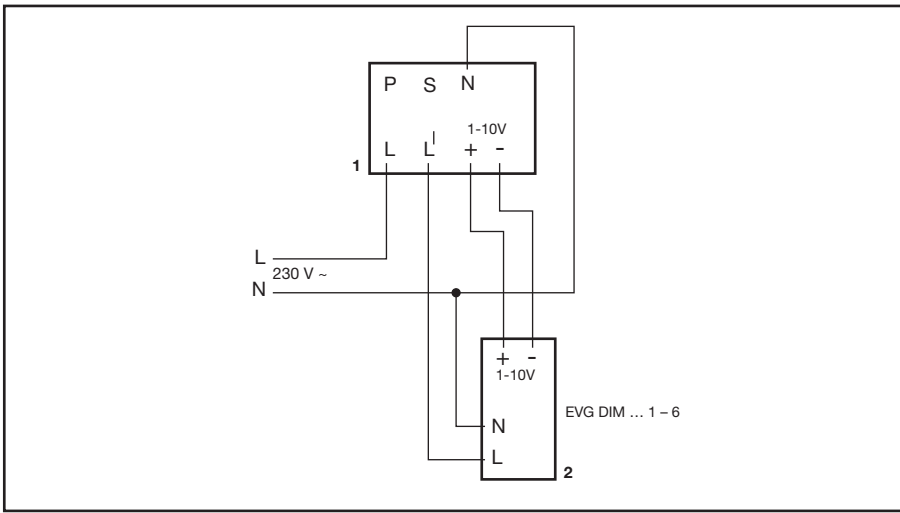 P S N
1-10V
L L' + -
1
L
230 V ~
N
+ -
1-10V
EVG DIM … 1 – 6
N
L
2